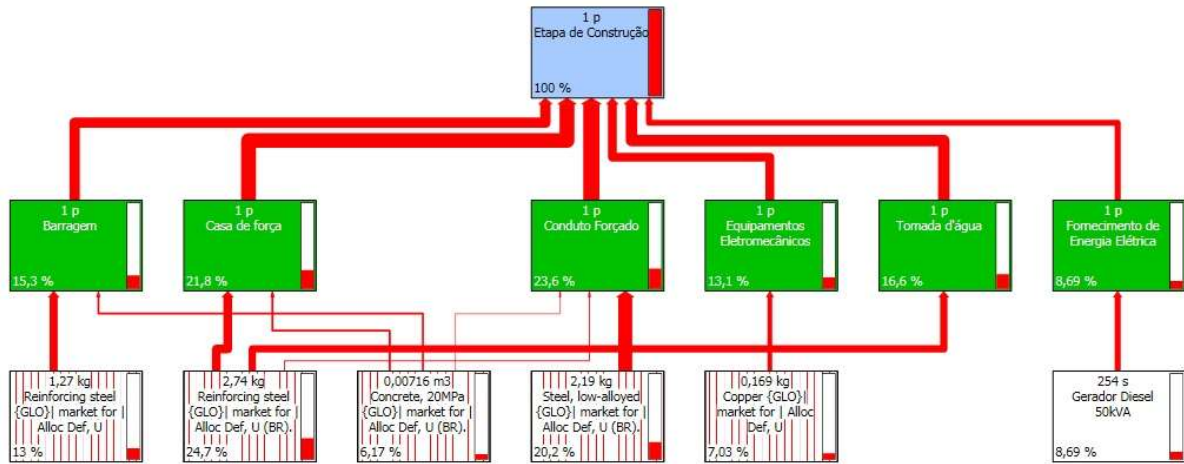 1 p
Etapa de Construção
100 %
1 p
Barragem
15,3 %
1 p
Casa de força
21,8 %
1 p
Conduto Forçado
23,6 %
1 p
Equipamentos
Eletromecânicos
13,1 %
1 p
Tomada d'água
16,6 %
1 p
Fornecimento de
Energia Elétrica
8,69 %
1,27 kg
Reinforcing steel
{GLO}| market for |
Alloc Def, U
13 %
2,74 kg
Reinforcing steel
{GLO}| market for |
Alloc Def, U (BR).
24,7 %
0,00716 m3
Concrete, 20MPa
{GLO}| market for
| Alloc Def, U (BR).
6,17 %
2,19 kg
Steel, low-alloyed
{GLO}| market for |
Alloc Def, U (BR).
20,2 %
0,169 kg
Copper {GLO}|
market for | Alloc
Def, U
7,03 %
254 s
Gerador Diesel
50kVA
8,69 %